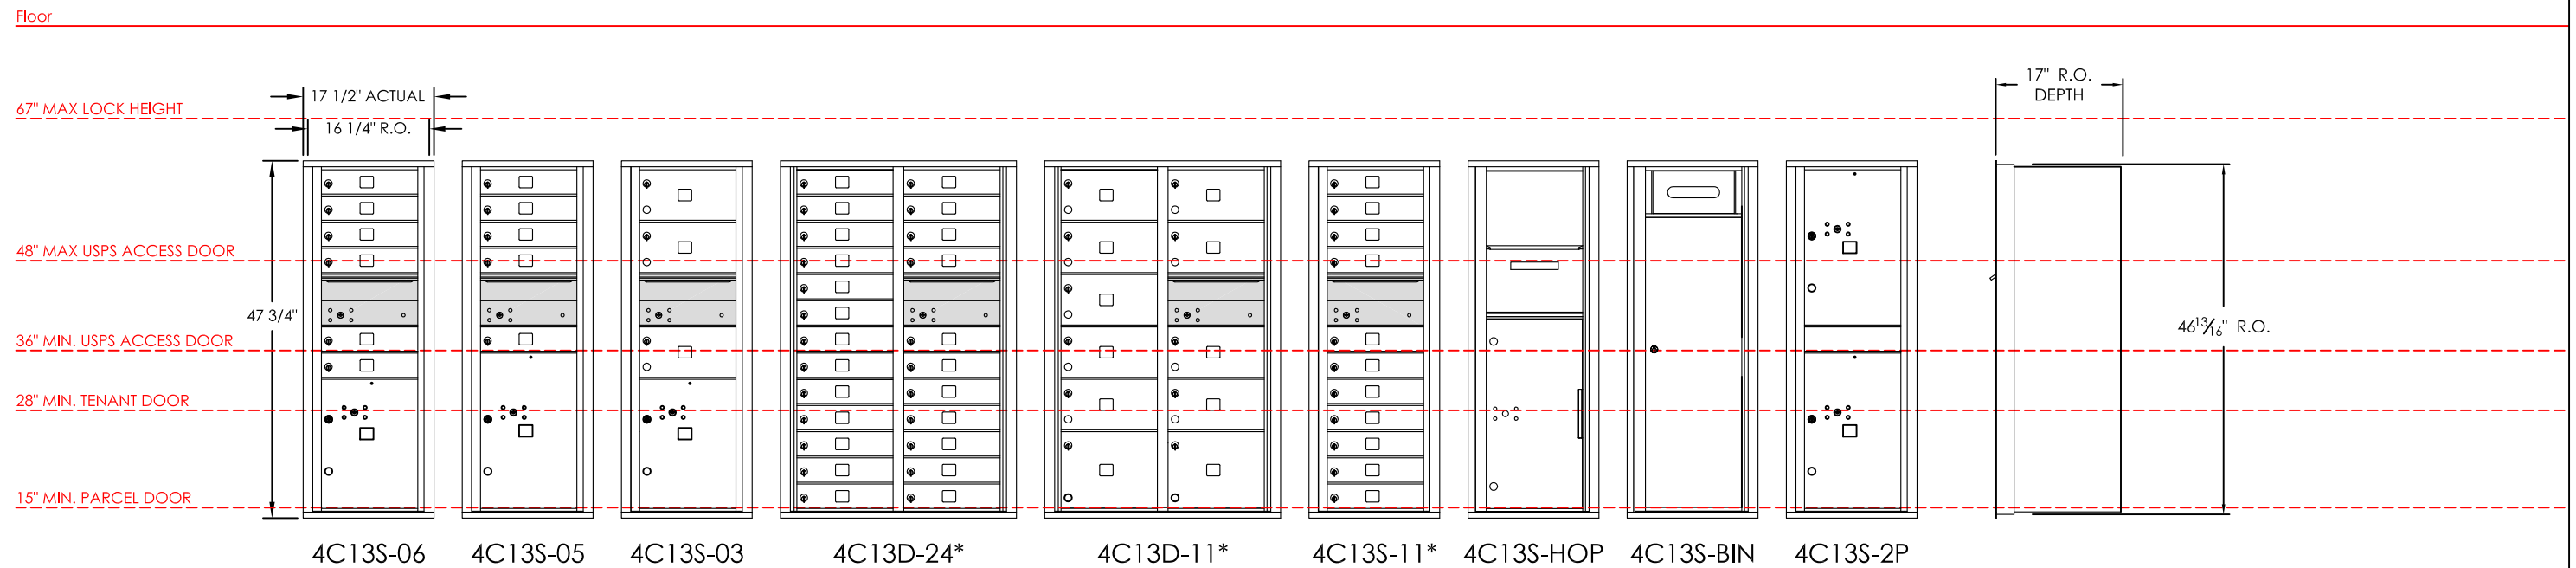 Floor
67" MAX LOCK HEIGHT
17 1/2" ACTUAL
16 1/4" R.O.
17" R.O.
DEPTH
48" MAX USPS ACCESS DOOR
47 3/4"
46 13/16" R.O.
36" MIN. USPS ACCESS DOOR
28" MIN. TENANT DOOR
15" MIN. PARCEL DOOR
4C13S-06
4C13S-05
4C13S-03
4C13D-24*
4C13D-11*
4C13S-11*
4C13S-HOP
4C13S-BIN
4C13S-2P